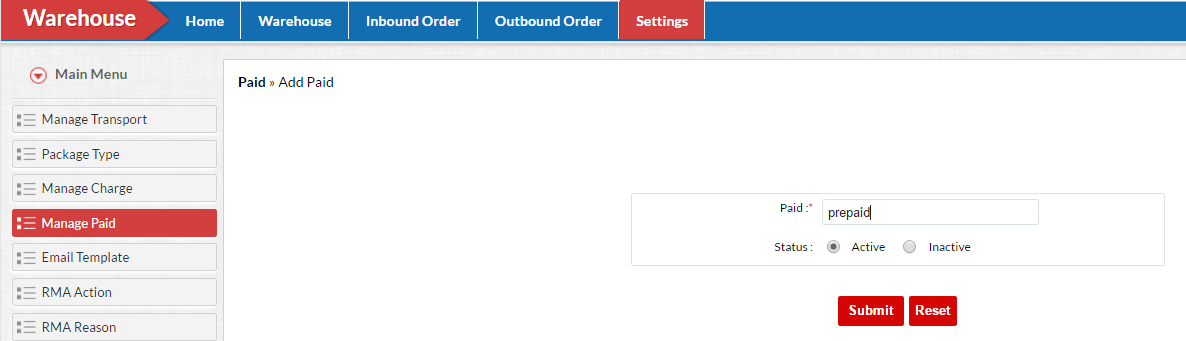 Warehouse
Home Warehouse Inbound Order Outbound Order Settings
Main Menu
Manage Transport
Package Type
Manage Charge
Manage Paid
Email Template
RMA Action
RMA Reason
Paid » Add Paid
Paid :* prepaid
Status : Active Inactive
Submit Reset